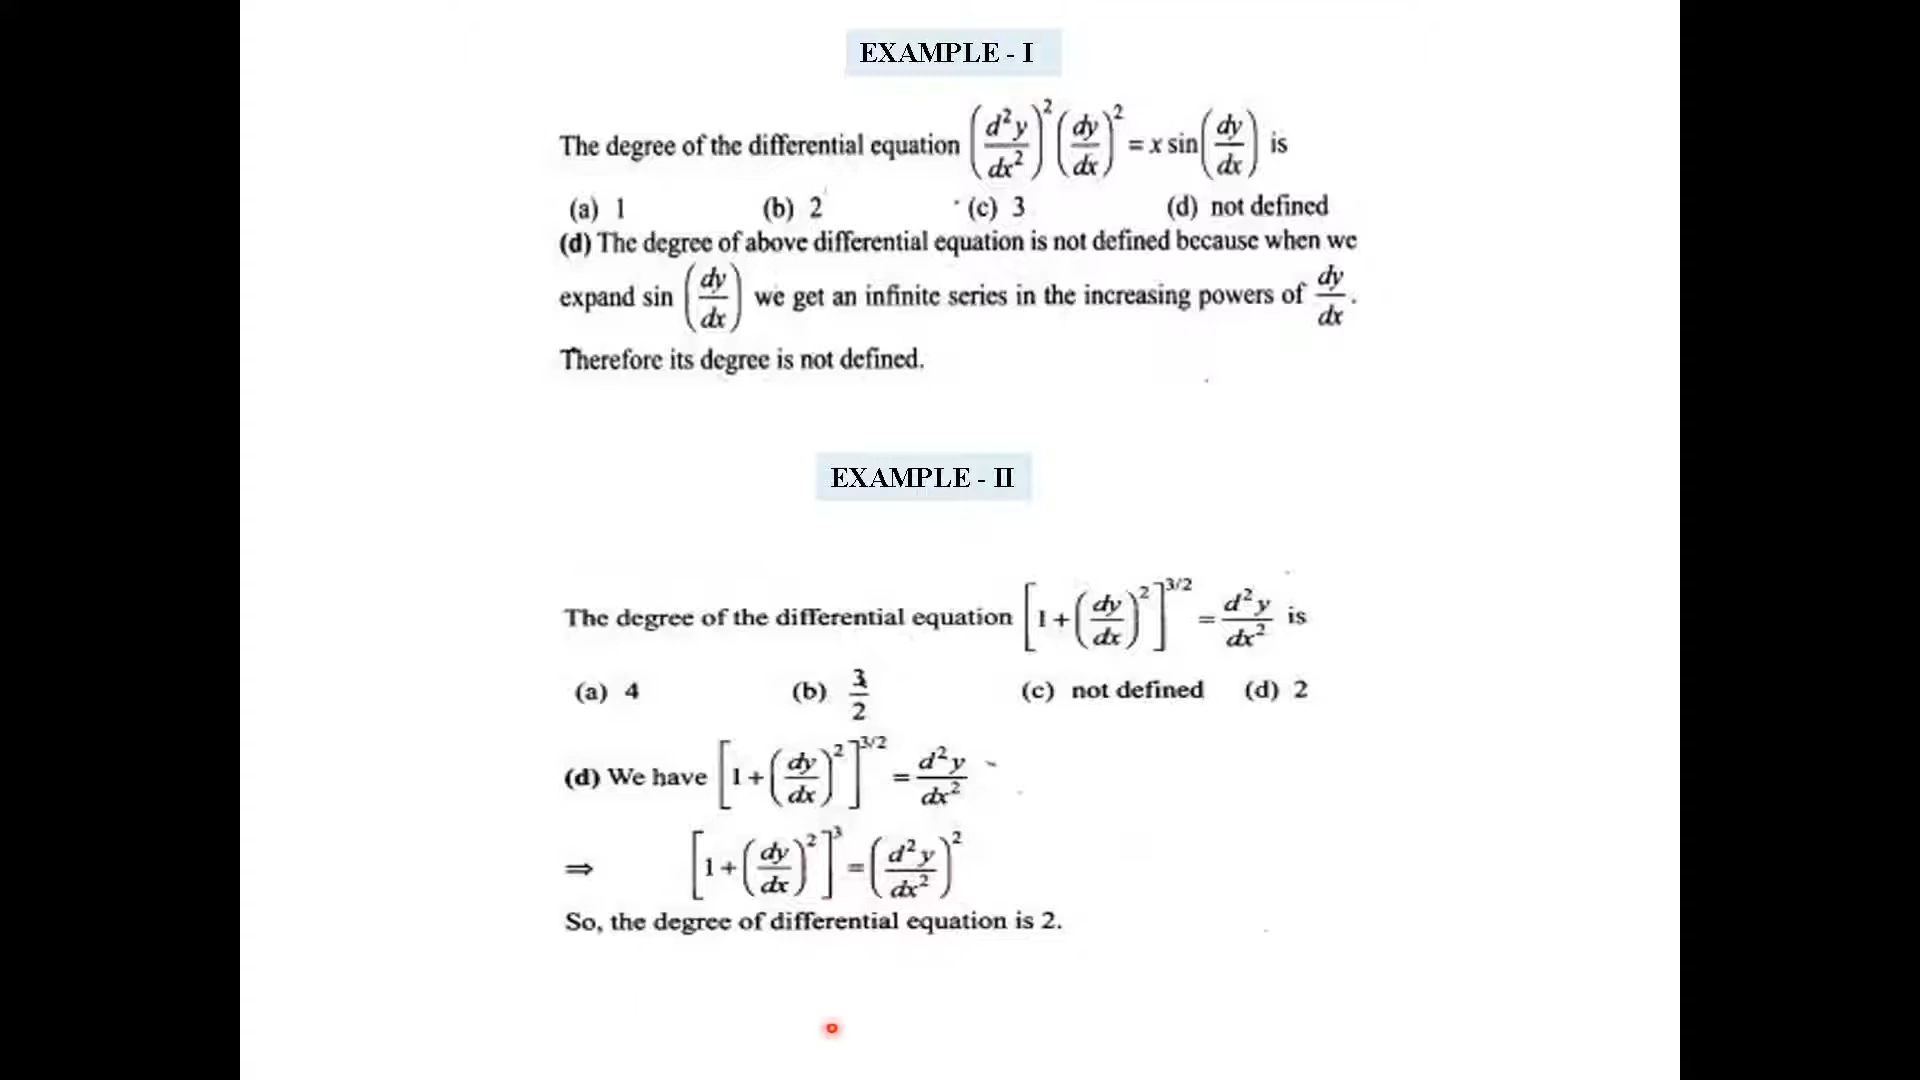 EXAMPLE - I
The degree of the differential equation (d²y/dx²)² (dy/dx)² = x sin(dy/dx) is
(a) 1 (b) 2 (c) 3 (d) not defined
(d) The degree of above differential equation is not defined because when we
expand sin (dy/dx) we get an infinite series in the increasing powers of dy/dx.
Therefore its degree is not defined.
EXAMPLE - II
The degree of the differential equation [1+(dy/dx)²]^3/2 = d²y/dx² is
(a) 4 (b) 3/2 (c) not defined (d) 2
(d) We have [1+(dy/dx)²]^3/2 = d²y/dx²
⇒ [1+(dy/dx)²]³ = (d²y/dx²)²
So, the degree of differential equation is 2.